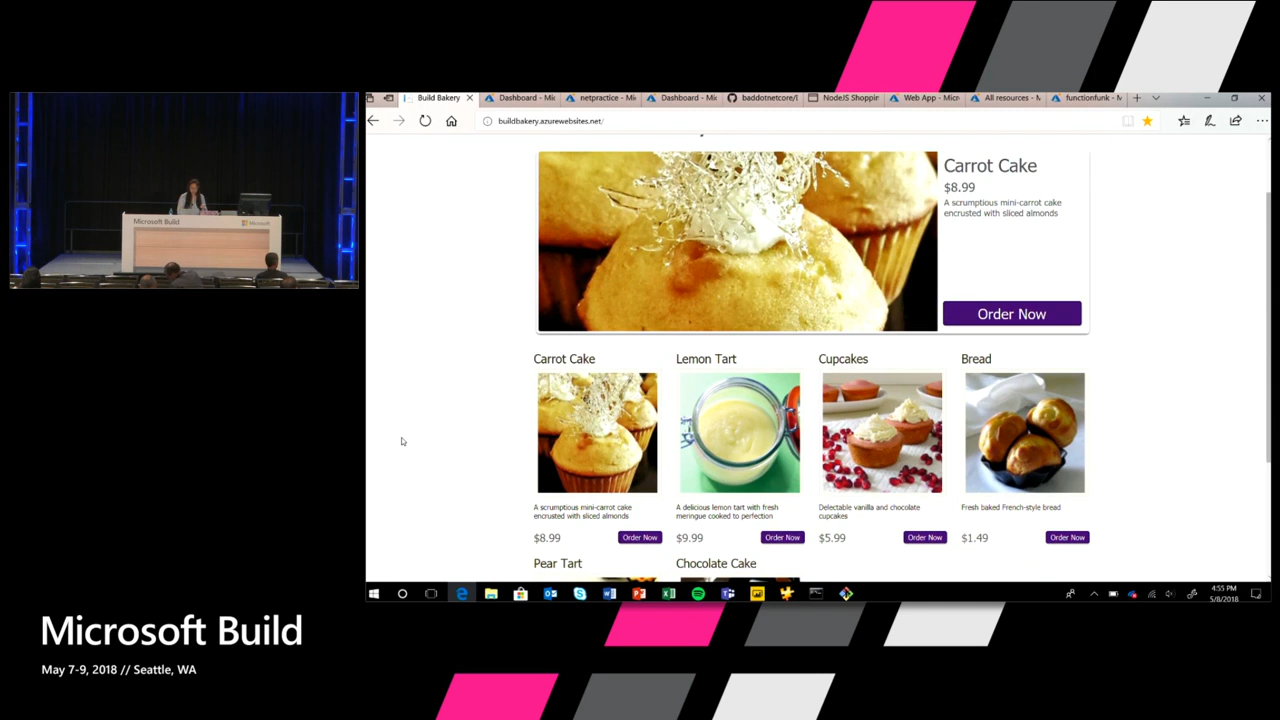 Build Bakery
Dashboard - Mic
netpractice - Mi
Dashboard - Mic
baddotnetcore/
NodeJS Shoppin
Web App - Micr
All resources - M
functionfunk - M
buildbakery.azurewebsites.net/
Carrot Cake
$8.99
A scrumptious mini-carrot cake
encrusted with sliced almonds
Order Now
Microsoft Build
Microsoft
Carrot Cake
Lemon Tart
Cupcakes
Bread
A scrumptious mini-carrot cake
encrusted with sliced almonds
A delicious lemon tart with fresh
meringue cooked to perfection
Delectable vanilla and chocolate
cupcakes
Fresh baked French-style bread
$8.99
Order Now
$9.99
Order Now
$5.99
Order Now
$1.49
Order Now
Pear Tart
Chocolate Cake
4:55 PM
5/8/2018
Microsoft Build
May 7-9, 2018 // Seattle, WA